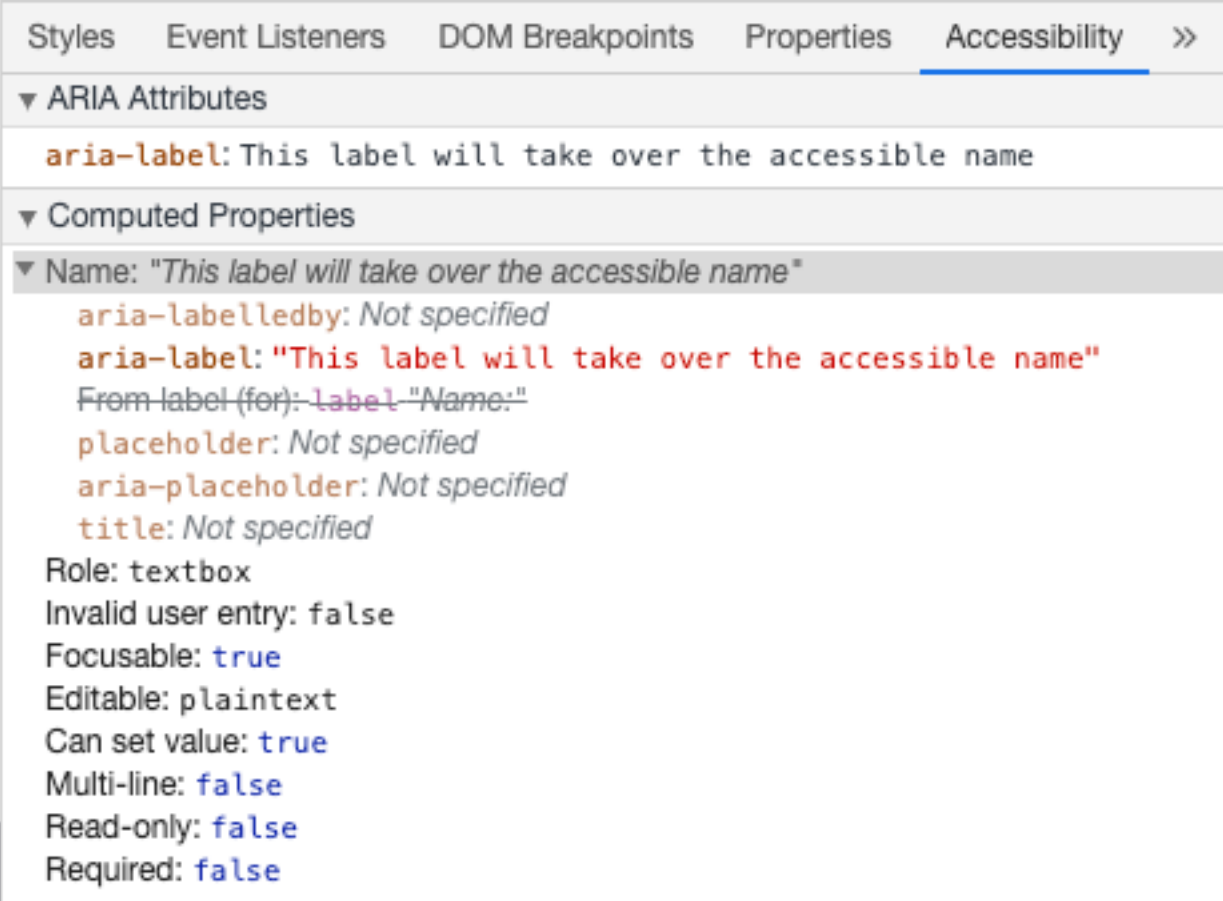 Styles Event Listeners DOM Breakpoints Properties Accessibility »
▼ ARIA Attributes
aria-label: This label will take over the accessible name
▼ Computed Properties
▼ Name: "This label will take over the accessible name"
aria-labelledby: Not specified
aria-label: "This label will take over the accessible name"
From label (for): label "Name:"
placeholder: Not specified
aria-placeholder: Not specified
title: Not specified
Role: textbox
Invalid user entry: false
Focusable: true
Editable: plaintext
Can set value: true
Multi-line: false
Read-only: false
Required: false